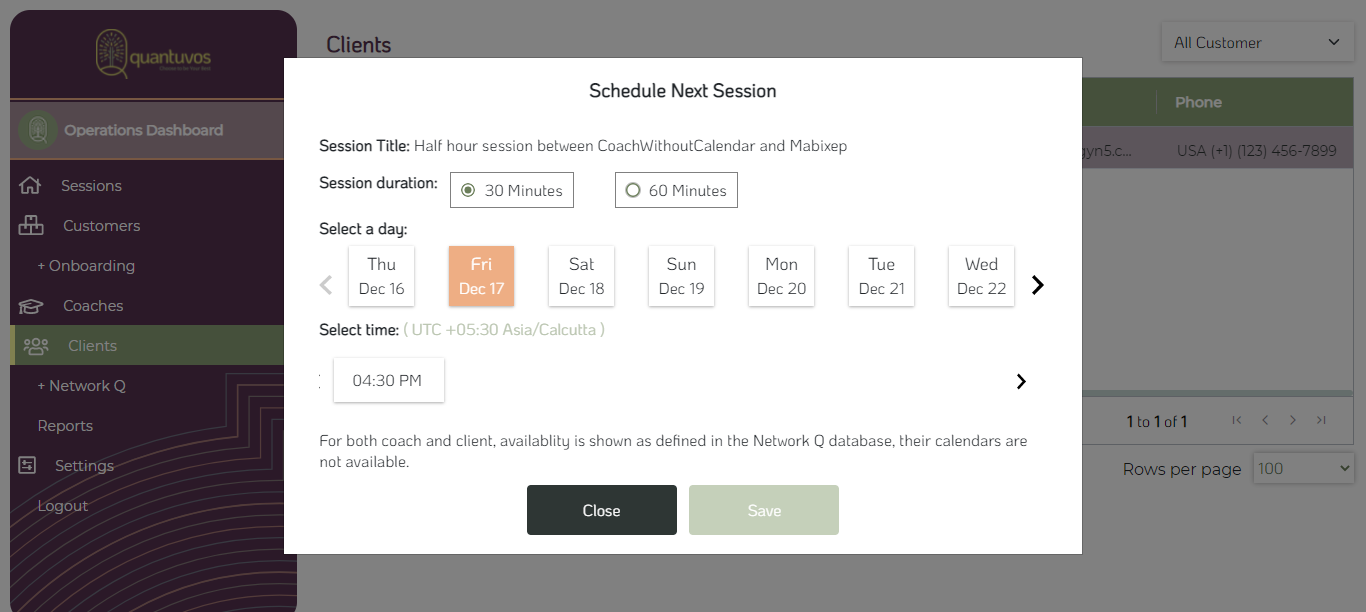 quantuvos
Operations Dashboard
Sessions
Customers
+ Onboarding
Coaches
Clients
+ Network Q
Reports
Settings
Logout
Clients
All Customer
Phone
gyn5.c...
USA (+1) (123) 456-7899
Schedule Next Session
Session Title: Half hour session between CoachWithoutCalendar and Mabixep
Session duration: 30 Minutes 60 Minutes
Select a day:
Thu Fri Sat Sun Mon Tue Wed
Dec 16 Dec 17 Dec 18 Dec 19 Dec 20 Dec 21 Dec 22
Select time: ( UTC +05:30 Asia/Calcutta )
04:30 PM
For both coach and client, availablity is shown as defined in the Network Q database, their calendars are
not available.
Close Save
1 to 1 of 1
Rows per page 100